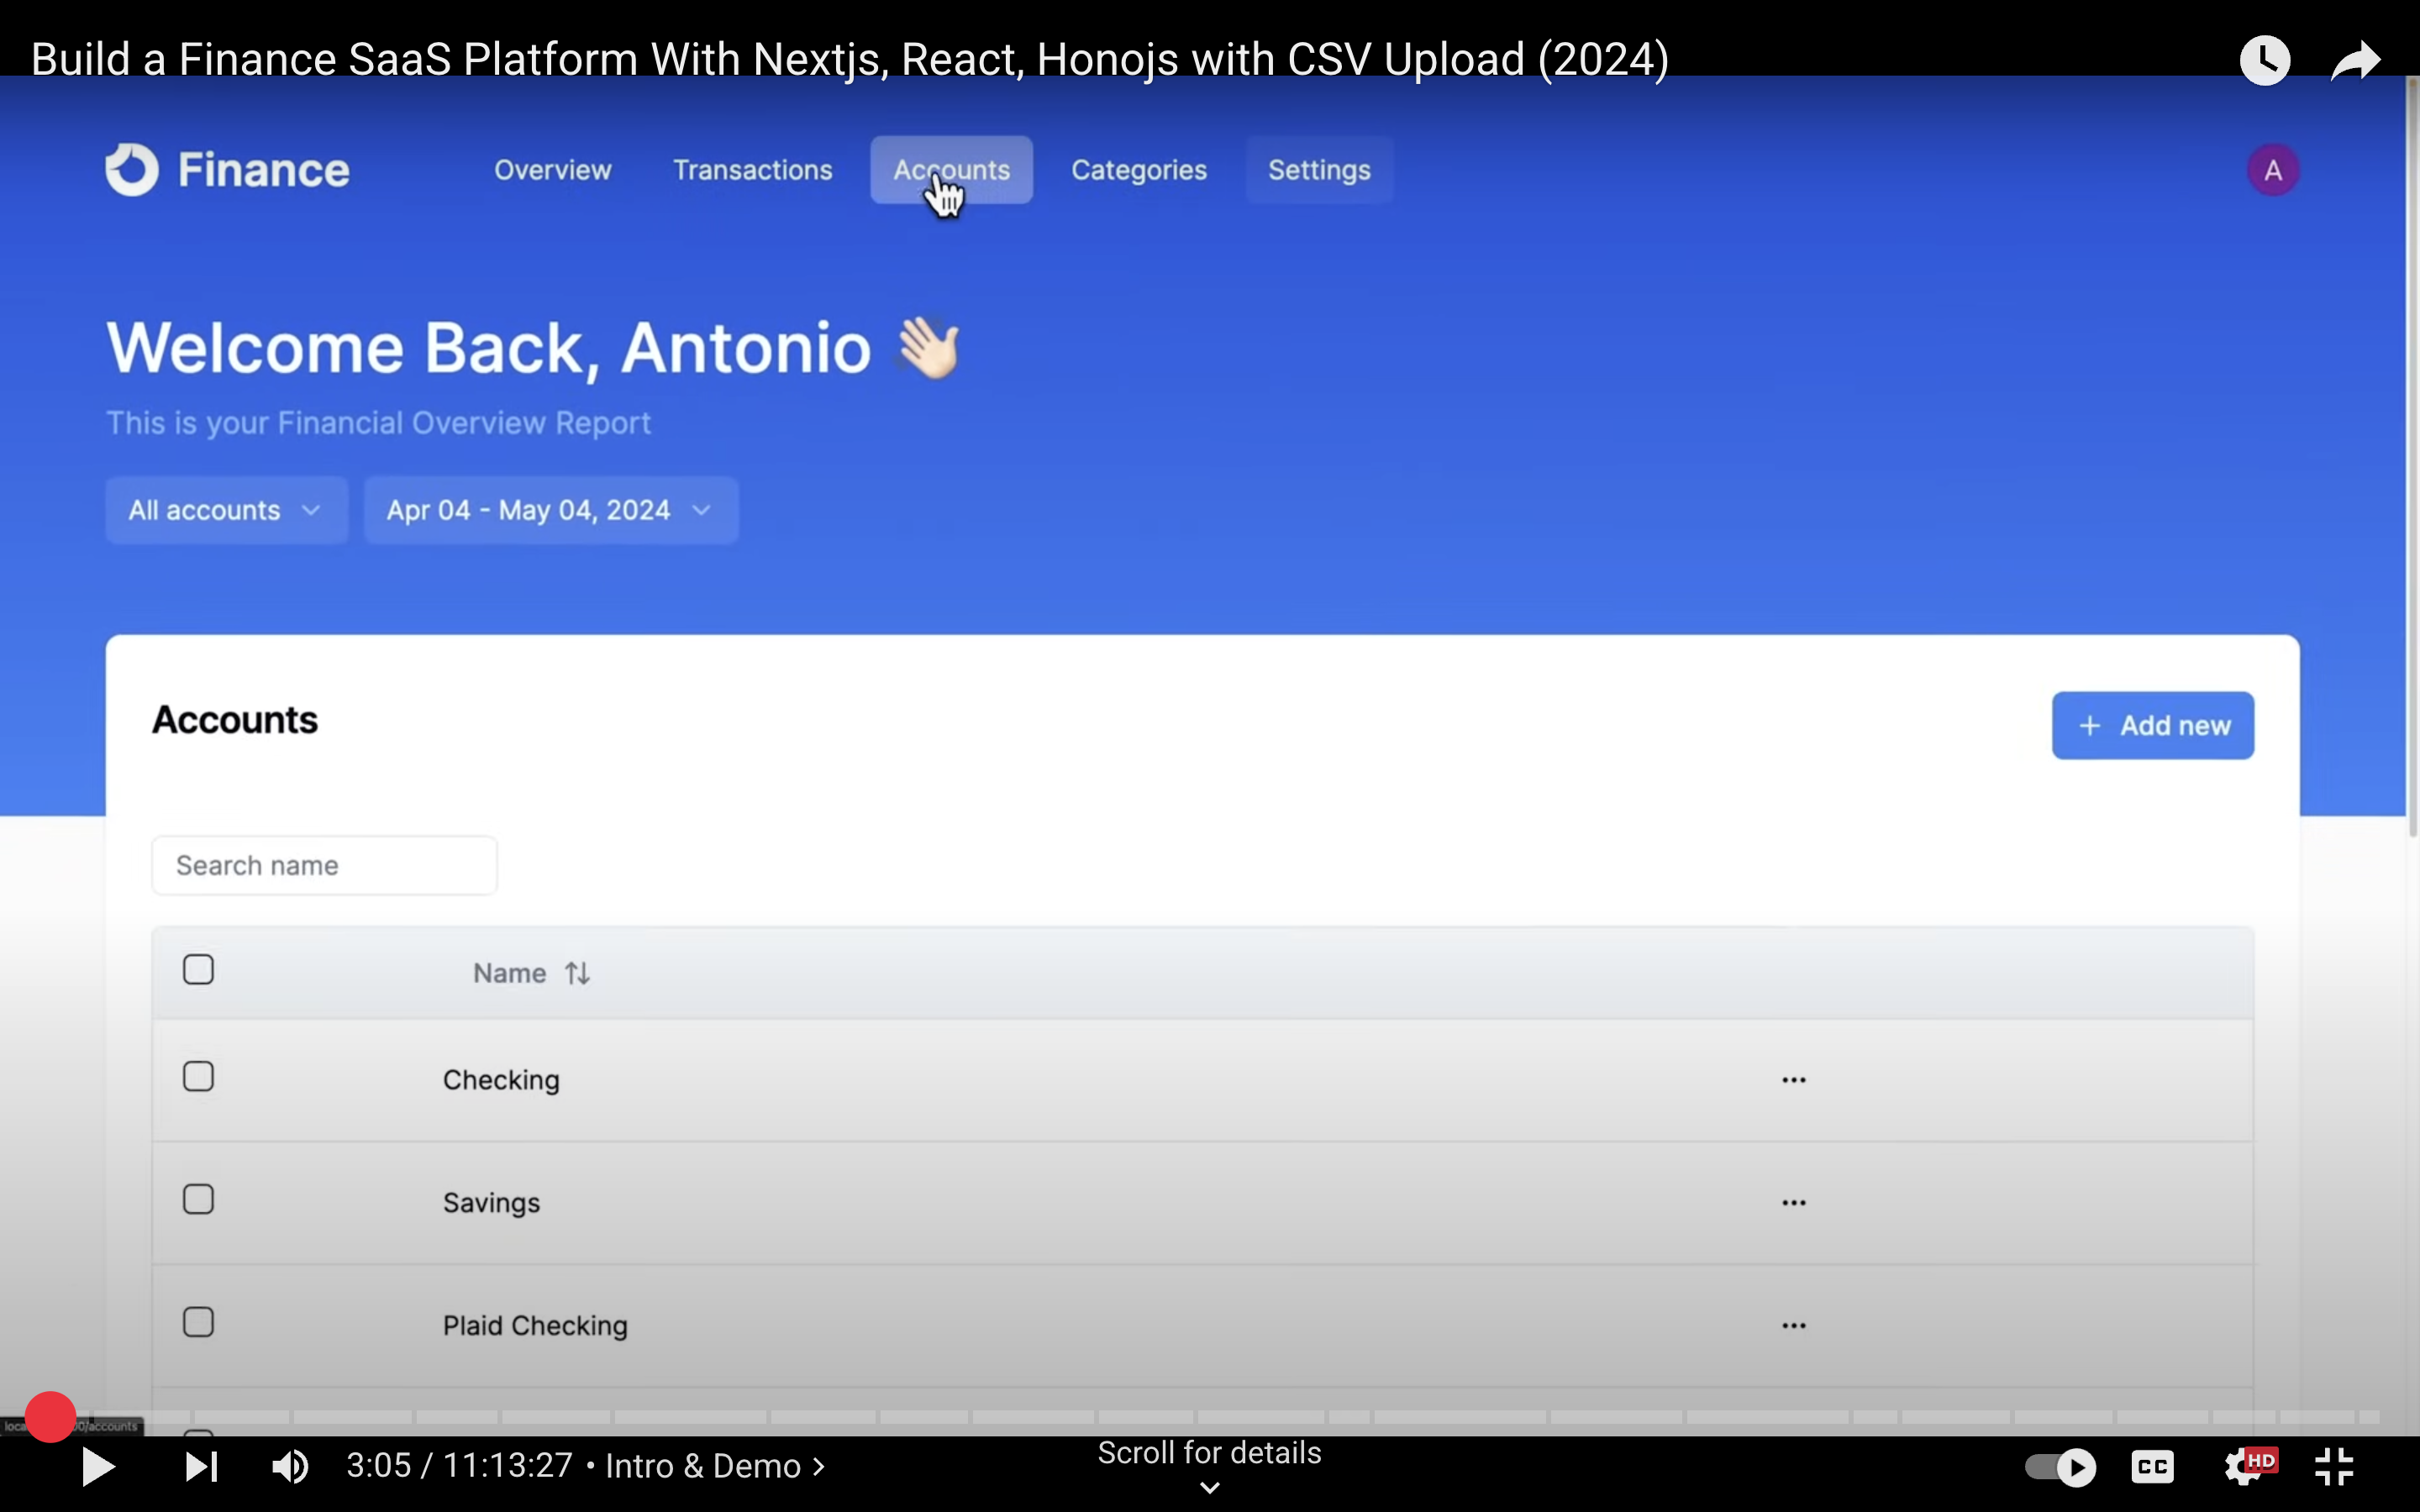 Build a Finance SaaS Platform With Nextjs, React, Honojs with CSV Upload (2024)
Finance Overview Transactions Accounts Categories Settings A
Welcome Back, Antonio 👋🏻
This is your Financial Overview Report
All accounts Apr 04 - May 04, 2024
Accounts + Add new
Search name
Name
Checking ...
Savings ...
Plaid Checking ...
3:05 / 11:13:27 • Intro & Demo >
Scroll for details
CC HD